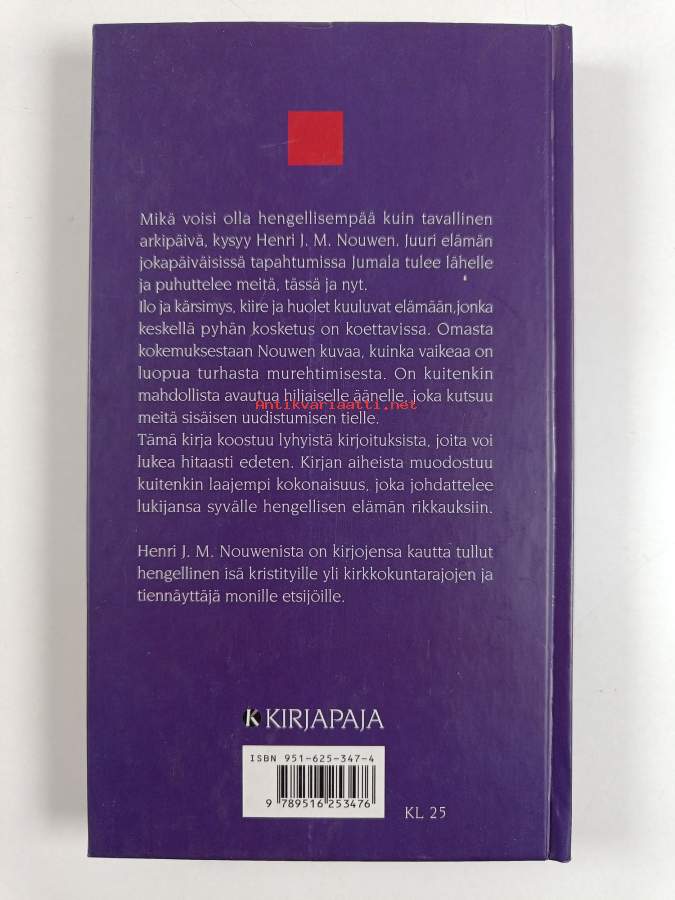 Mikä voisi olla hengellisempää kuin tavallinen
arkipäivä, kysyy Henri J. M. Nouwen. Juuri elämän
jokapäiväisissä tapahtumissa Jumala tulee lähelle
ja puhuttelee meitä, tässä ja nyt.
Ilo ja kärsimys, kiire ja huolet kuuluvat elämään,jonka
keskellä pyhän kosketus on koettavissa. Omasta
kokemuksestaan Nouwen kuvaa, kuinka vaikeaa on
luopua turhasta murehtimisesta. On kuitenkin
mahdollista avautua hiljaiselle äänelle, joka kutsuu
Antikvariaatti.net
meitä sisäisen uudistumisen tielle.
Tämä kirja koostuu lyhyistä kirjoituksista, joita voi
lukea hitaasti edeten. Kirjan aiheista muodostuu
kuitenkin laajempi kokonaisuus, joka johdattelee
lukijansa syvälle hengellisen elämän rikkauksiin.
Henri J. M. Nouwenista on kirjojensa kautta tullut
hengellinen isä kristityille yli kirkkokuntarajojen ja
tiennäyttäjä monille etsijöille.
K KIRJAPAJA
ISBN 951-625-347-4
9 789516 253476
KL 25